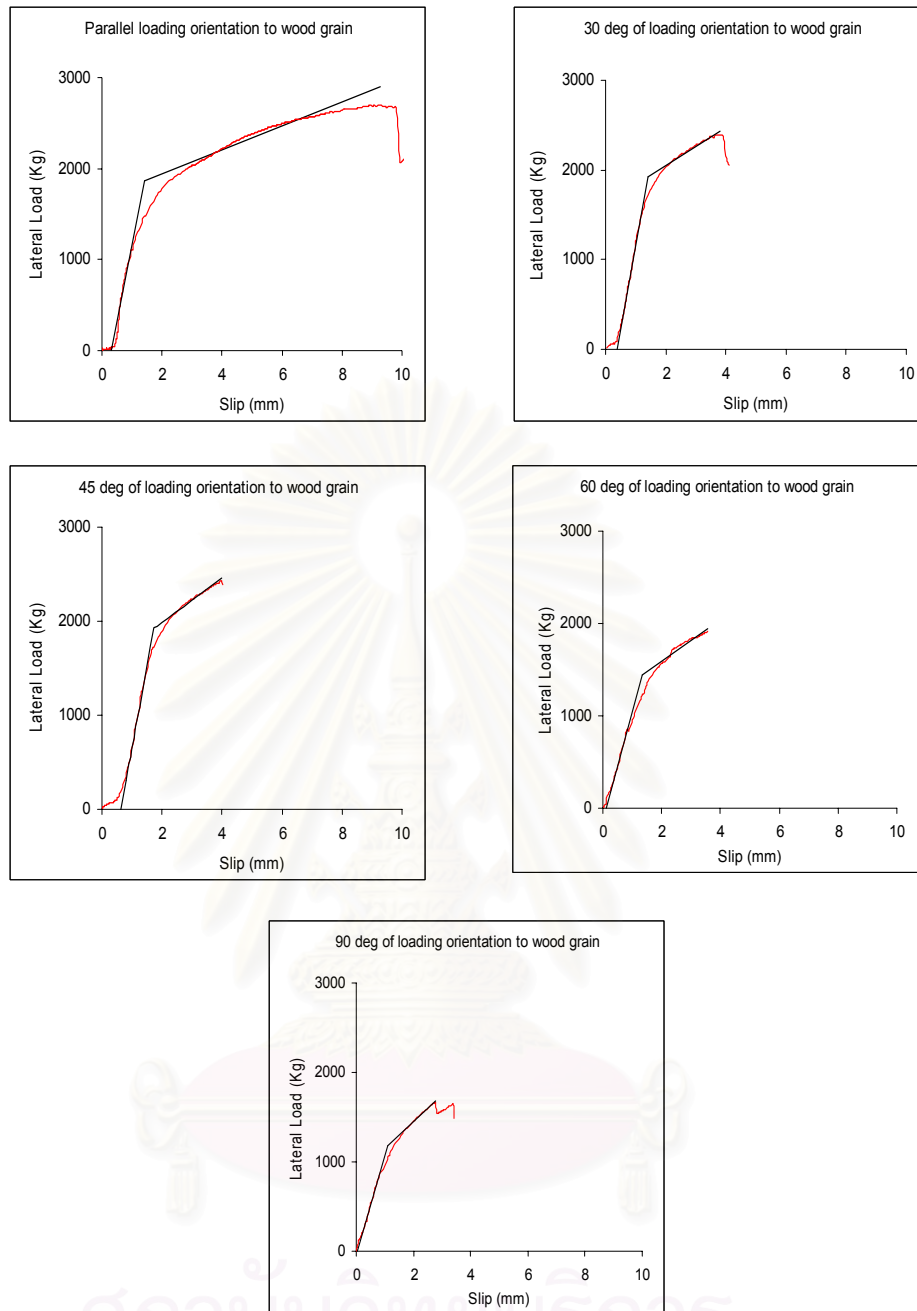 Parallel loading orientation to wood grain
3000
2000
1000
0
Lateral Load (Kg)
0 2 4 6 8 10
Slip (mm)
30 deg of loading orientation to wood grain
3000
2000
1000
0
Lateral Load (Kg)
0 2 4 6 8 10
Slip (mm)
45 deg of loading orientation to wood grain
3000
2000
1000
0
Lateral Load (Kg)
0 2 4 6 8 10
Slip (mm)
60 deg of loading orientation to wood grain
3000
2000
1000
0
Lateral Load (Kg)
0 2 4 6 8 10
Slip (mm)
90 deg of loading orientation to wood grain
3000
2000
1000
0
Lateral Load (Kg)
0 2 4 6 8 10
Slip (mm)